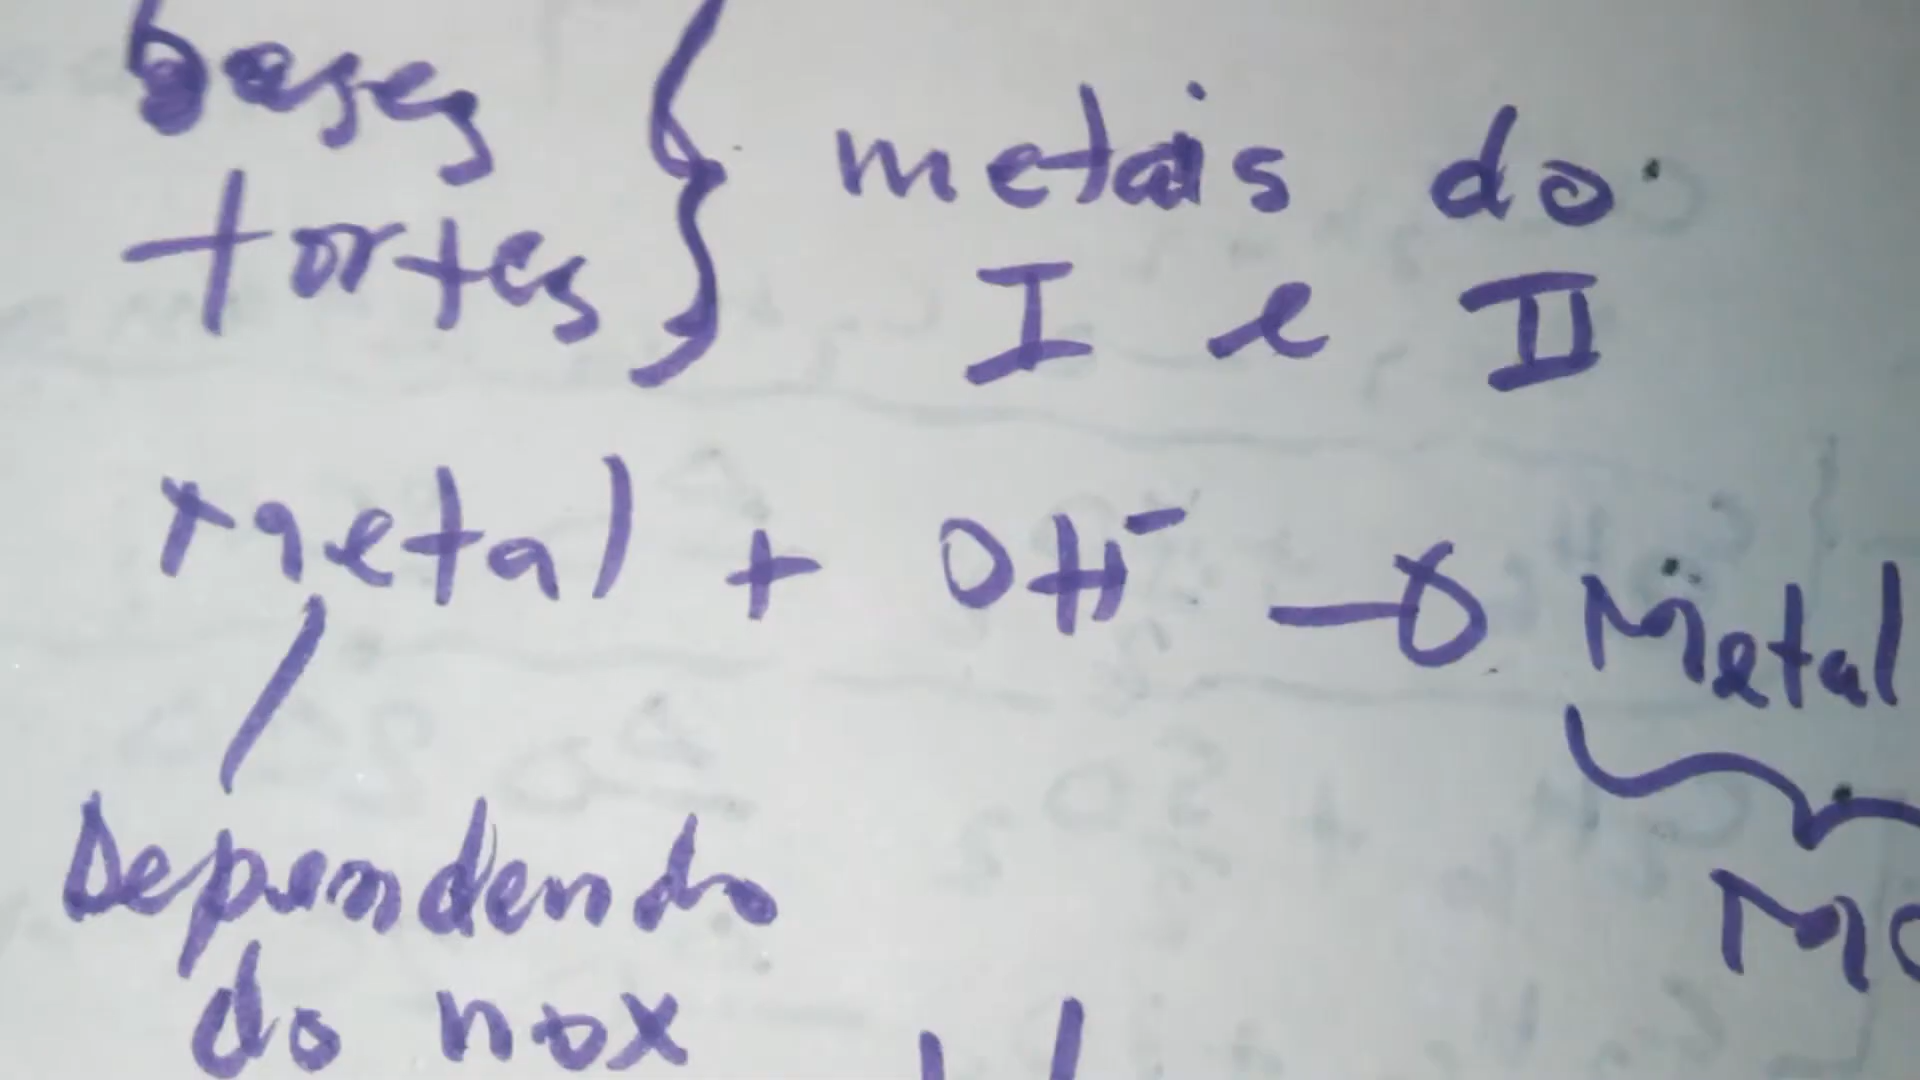 bases
fortes } metais do
I e II
Metal + OH⁻ → Metal
Dependendo
do nox